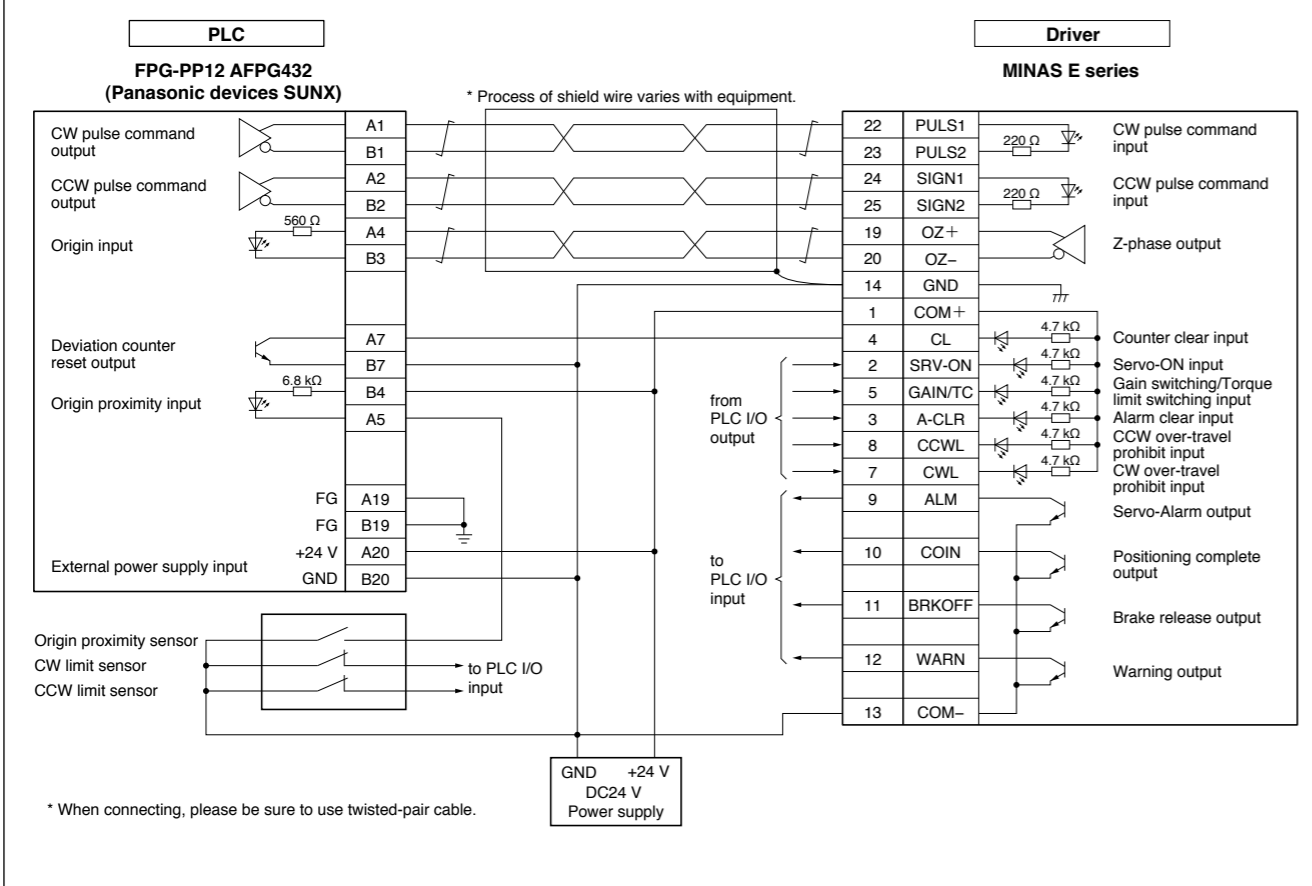 PLC
Driver
FPG-PP12 AFPG432
(Panasonic devices SUNX)
MINAS E series
* Process of shield wire varies with equipment.
CW pulse command
output
A1
B1
22 PULS1
23 PULS2
220 Ω
CW pulse command
input
CCW pulse command
output
A2
B2
24 SIGN1
25 SIGN2
220 Ω
CCW pulse command
input
Origin input
560 Ω
A4
B3
19 OZ+
20 OZ−
Z-phase output
14 GND
1 COM+
Deviation counter
reset output
A7
B7
4 CL
4.7 kΩ
Counter clear input
2 SRV-ON
4.7 kΩ
Servo-ON input
Origin proximity input
6.8 kΩ
B4
A5
from
PLC I/O
output
5 GAIN/TC
4.7 kΩ
Gain switching/Torque
limit switching input
3 A-CLR
4.7 kΩ
Alarm clear input
8 CCWL
4.7 kΩ
CCW over-travel
prohibit input
7 CWL
4.7 kΩ
CW over-travel
prohibit input
FG A19
FG B19
External power supply input
+24 V A20
GND B20
to
PLC I/O
input
9 ALM
Servo-Alarm output
10 COIN
Positioning complete
output
11 BRKOFF
Brake release output
12 WARN
Warning output
13 COM−
Origin proximity sensor
CW limit sensor
CCW limit sensor
to PLC I/O
input
GND +24 V
DC24 V
Power supply
* When connecting, please be sure to use twisted-pair cable.